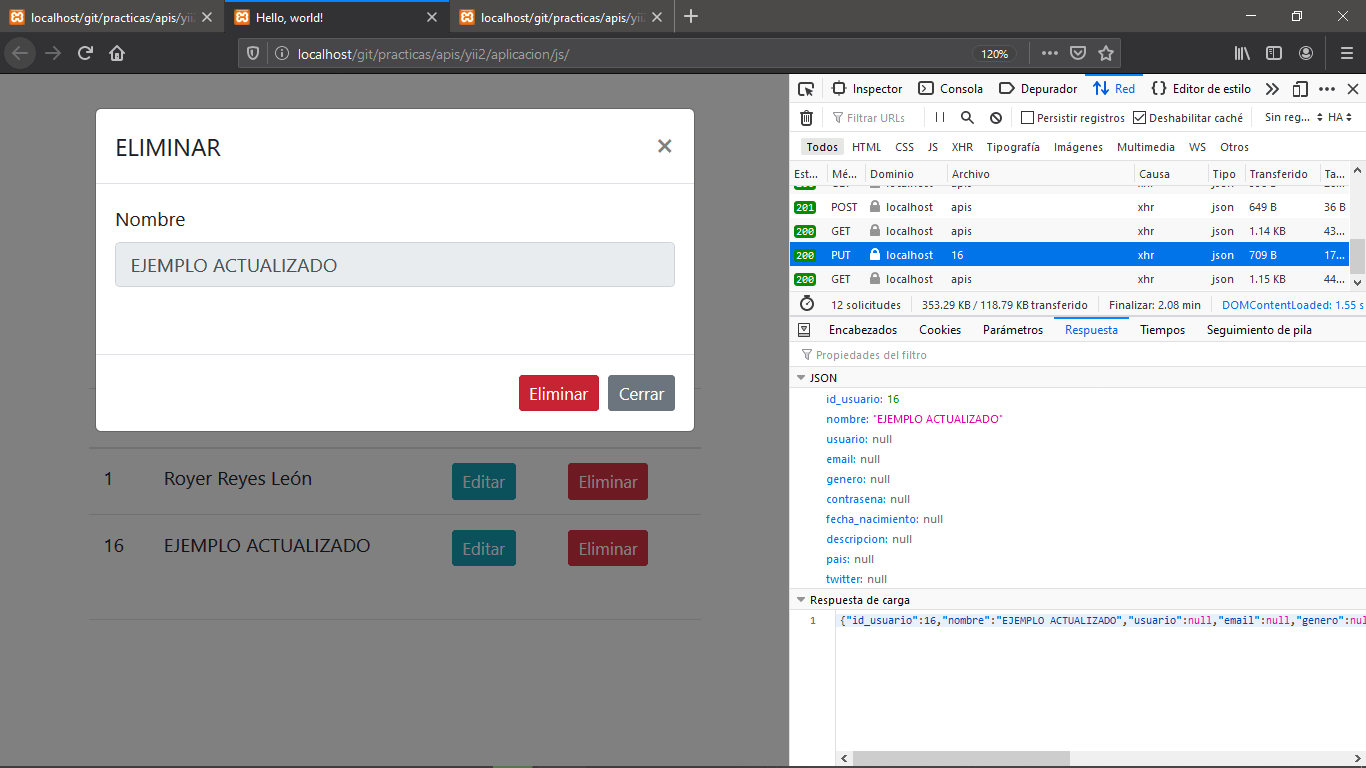 localhost/git/practicas/apis/yii
Hello, world!
localhost/git/practicas/apis/yii
localhost/git/practicas/apis/yii2/aplicacion/js/
120%
ELIMINAR
Nombre
EJEMPLO ACTUALIZADO
Eliminar Cerrar
1 Royer Reyes León Editar Eliminar
16 EJEMPLO ACTUALIZADO Editar Eliminar
Inspector Consola Depurador Red Editor de estilo
Filtrar URLs Persistir registros Deshabilitar caché Sin reg... HA
Todos HTML CSS JS XHR Tipografía Imágenes Multimedia WS Otros
Est... Mé... Dominio Archivo Causa Tipo Transferido Ta...
201 POST localhost apis xhr json 649 B 36 B
200 GET localhost apis xhr json 1.14 KB 43...
200 PUT localhost 16 xhr json 709 B 17...
200 GET localhost apis xhr json 1.15 KB 44...
12 solicitudes 353.29 KB / 118.79 KB transferido Finalizar: 2.08 min DOMContentLoaded: 1.55 s
Encabezados Cookies Parámetros Respuesta Tiempos Seguimiento de pila
Propiedades del filtro
JSON
id_usuario: 16
nombre: "EJEMPLO ACTUALIZADO"
usuario: null
email: null
genero: null
contrasena: null
fecha_nacimiento: null
descripcion: null
pais: null
twitter: null
Respuesta de carga
1 {"id_usuario":16,"nombre":"EJEMPLO ACTUALIZADO","usuario":null,"email":null,"genero":nul